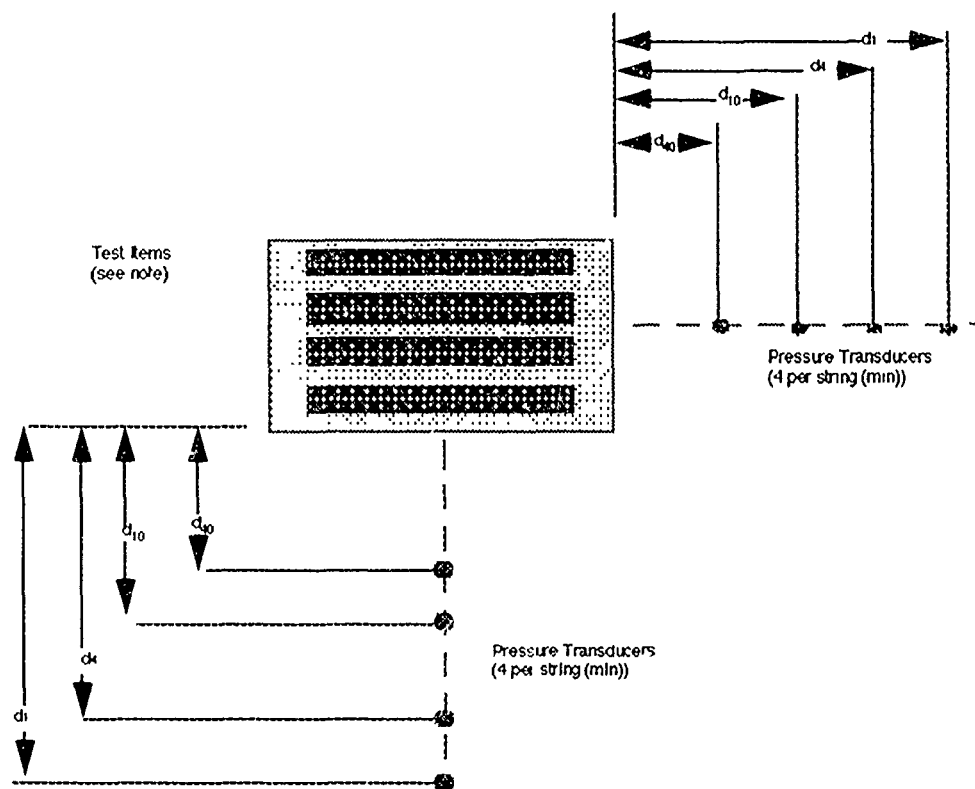 d1
d4
d10
d40
Test Items
(see note)
Pressure Transducers
(4 per string (min))
d10
d40
d4
d1
Pressure Transducers
(4 per string (min))